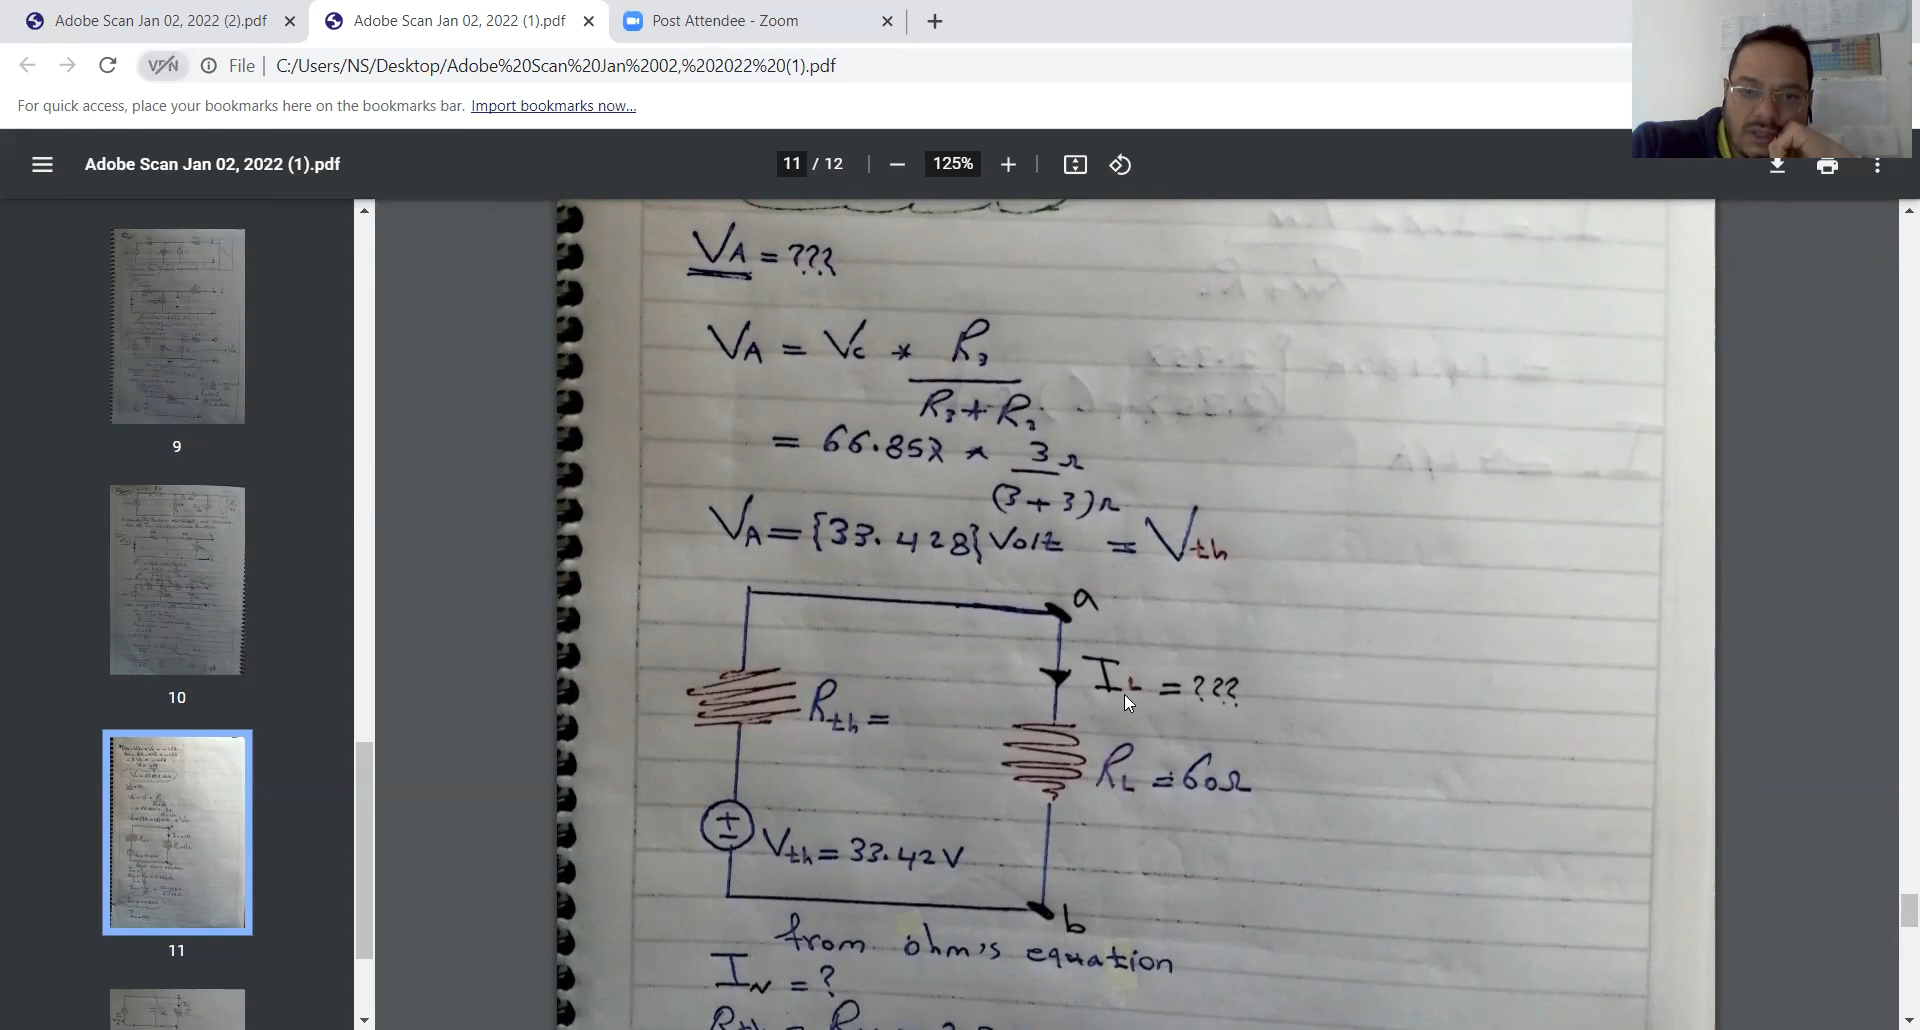 Adobe Scan Jan 02, 2022 (2).pdf
Adobe Scan Jan 02, 2022 (1).pdf
Post Attendee - Zoom
VPN
File
C:/Users/NS/Desktop/Adobe%20Scan%20Jan%2002,%202022%20(1).pdf
For quick access, place your bookmarks here on the bookmarks bar. Import bookmarks now...
Adobe Scan Jan 02, 2022 (1).pdf
11 / 12
125%
9
10
11
VA = ???
VA = Vc * R3
R3 + R2
= 66.852 * 3Ω
(3+3)Ω
VA = {33.428} Volt = Vth
a
IL = ???
Rth =
RL = 60Ω
Vth = 33.42 V
b
from ohm's equation
IN = ?